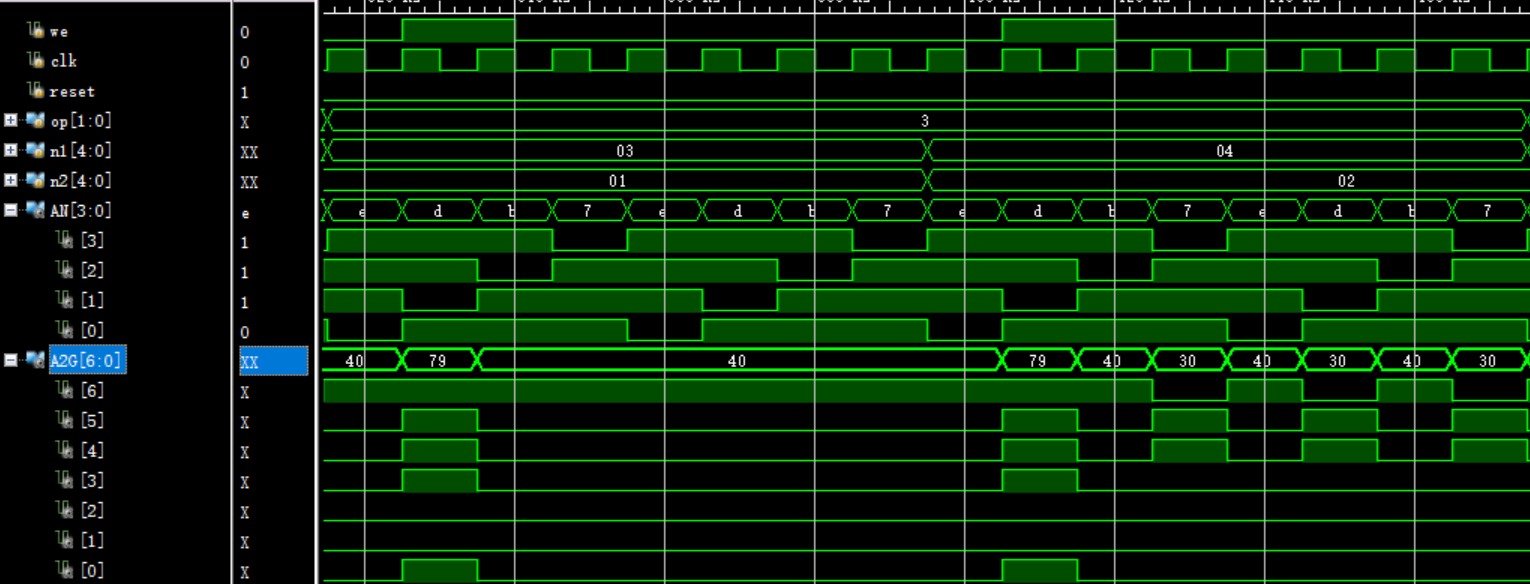 we 0
clk 0
reset 1
op[1:0] X 3
n1[4:0] XX 03 04
n2[4:0] XX 01 02
AN[3:0] e e d b 7 e d b 7 e d b 7 e d b 7
[3] 1
[2] 1
[1] 1
[0] 0
A2G[6:0] XX 40 79 40 79 40 30 40 30 40 30
[6] X
[5] X
[4] X
[3] X
[2] X
[1] X
[0] X